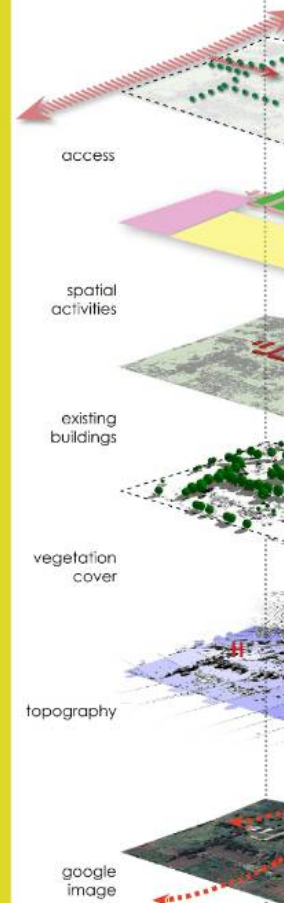 access
spatial
activities
existing
buildings
vegetation
cover
topography
google
image